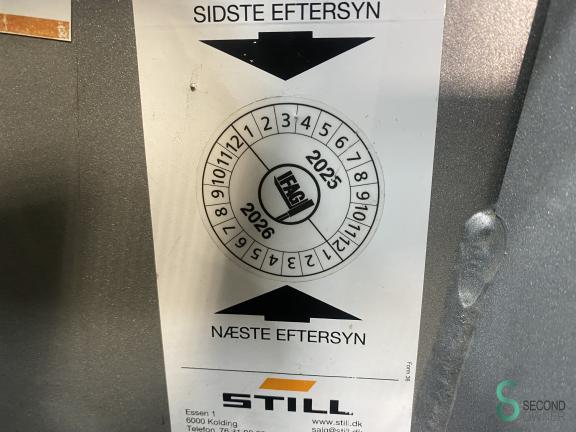 SIDSTE EFTERSYN
1 2 3 4 5 6 7 8 9 10 11 12
2025
IFAG
2026
1 2 3 4 5 6 7 8 9 10 11 12
NÆSTE EFTERSYN
Form 36
STILL
Essen 1
6000 Kolding
www.still.dk
SECOND